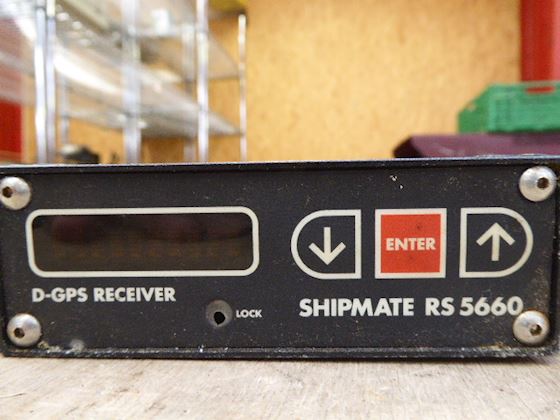 ENTER
D-GPS RECEIVER
LOCK
SHIPMATE RS 5660